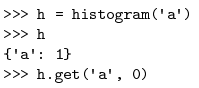 >>> h = histogram('a')
>>> h
{'a': 1}
>>> h.get('a', 0)